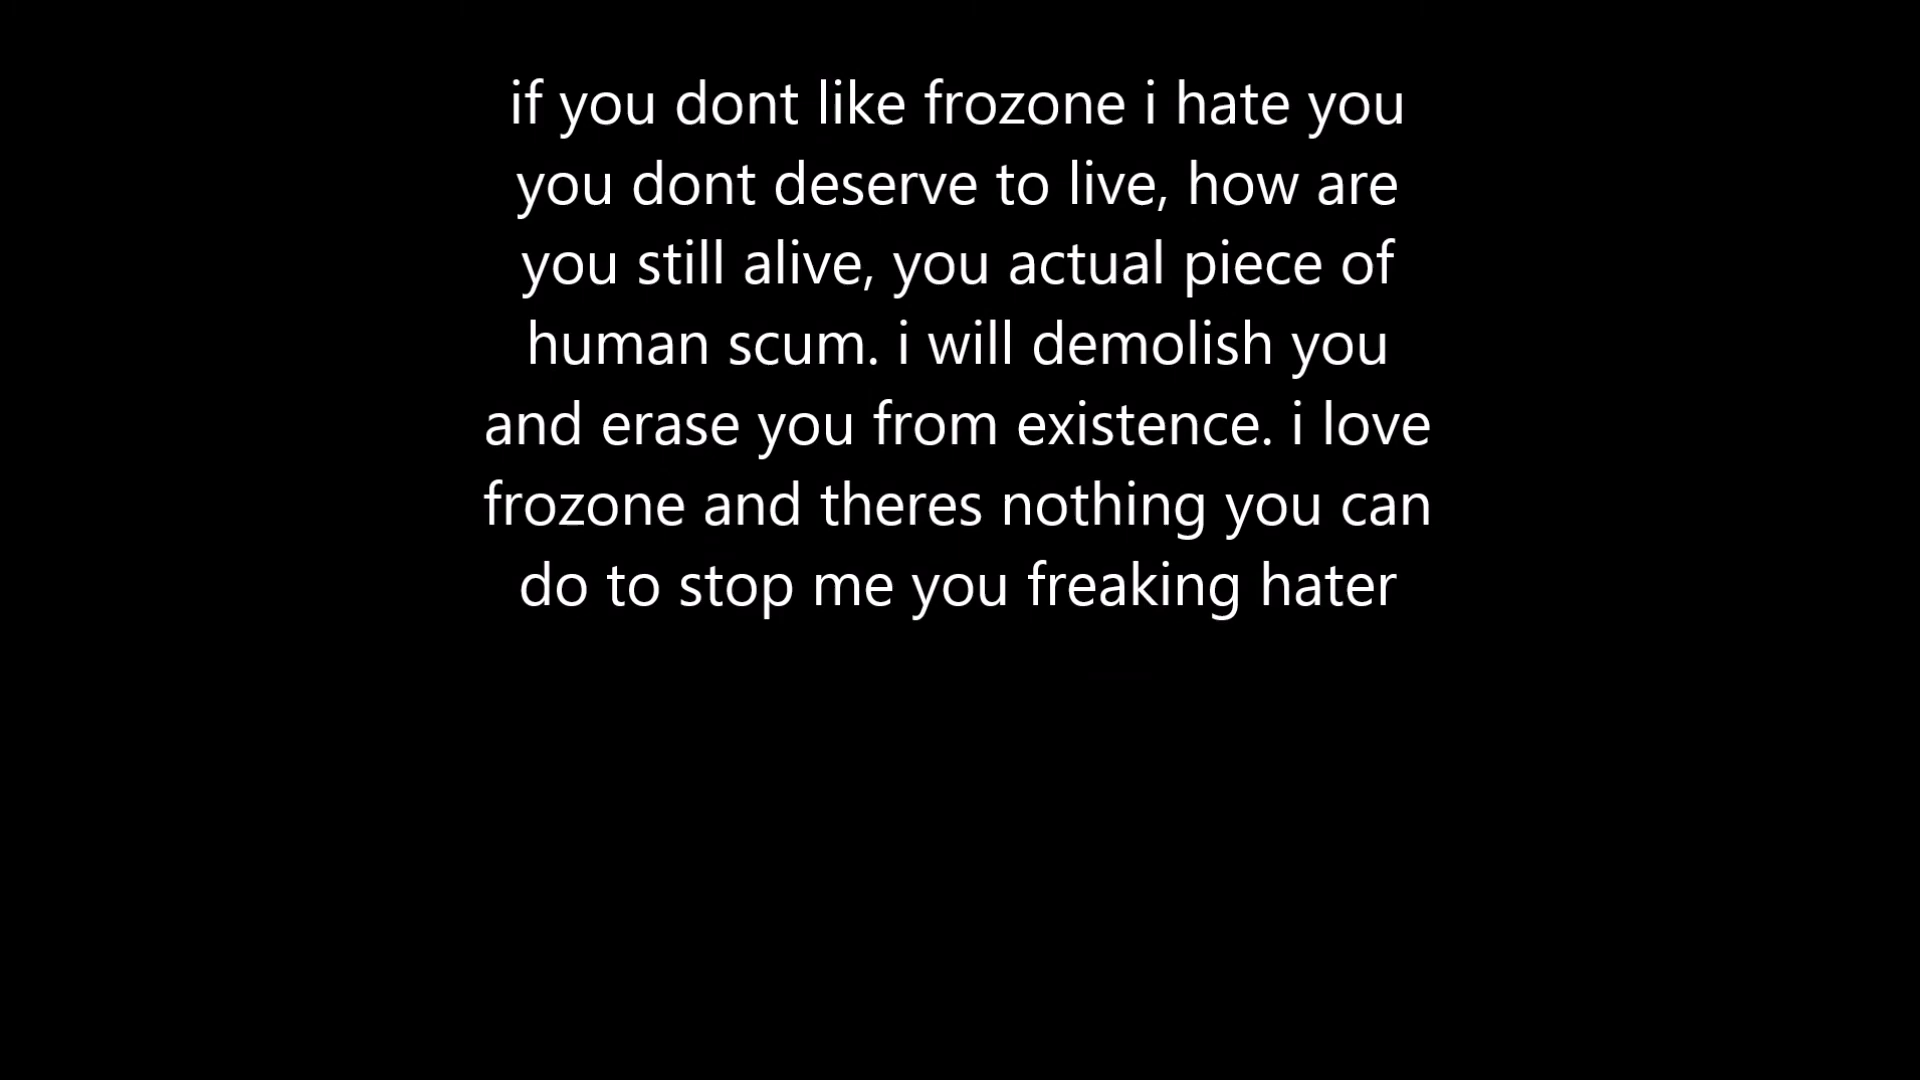 if you dont like frozone i hate you
you dont deserve to live, how are
you still alive, you actual piece of
human scum. i will demolish you
and erase you from existence. i love
frozone and theres nothing you can
do to stop me you freaking hater